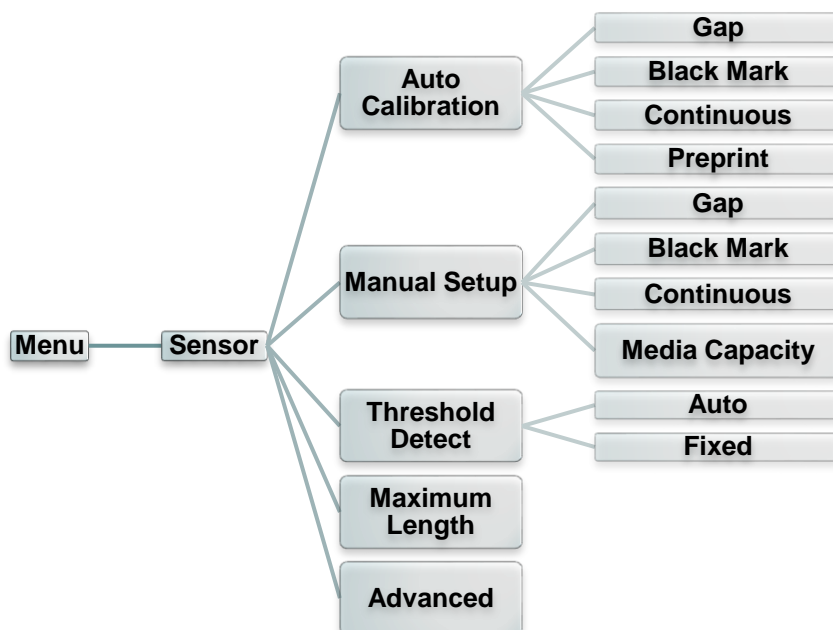 Menu
Sensor
Auto
Calibration
Gap
Black Mark
Continuous
Preprint
Manual Setup
Gap
Black Mark
Continuous
Media Capacity
Threshold
Detect
Auto
Fixed
Maximum
Length
Advanced